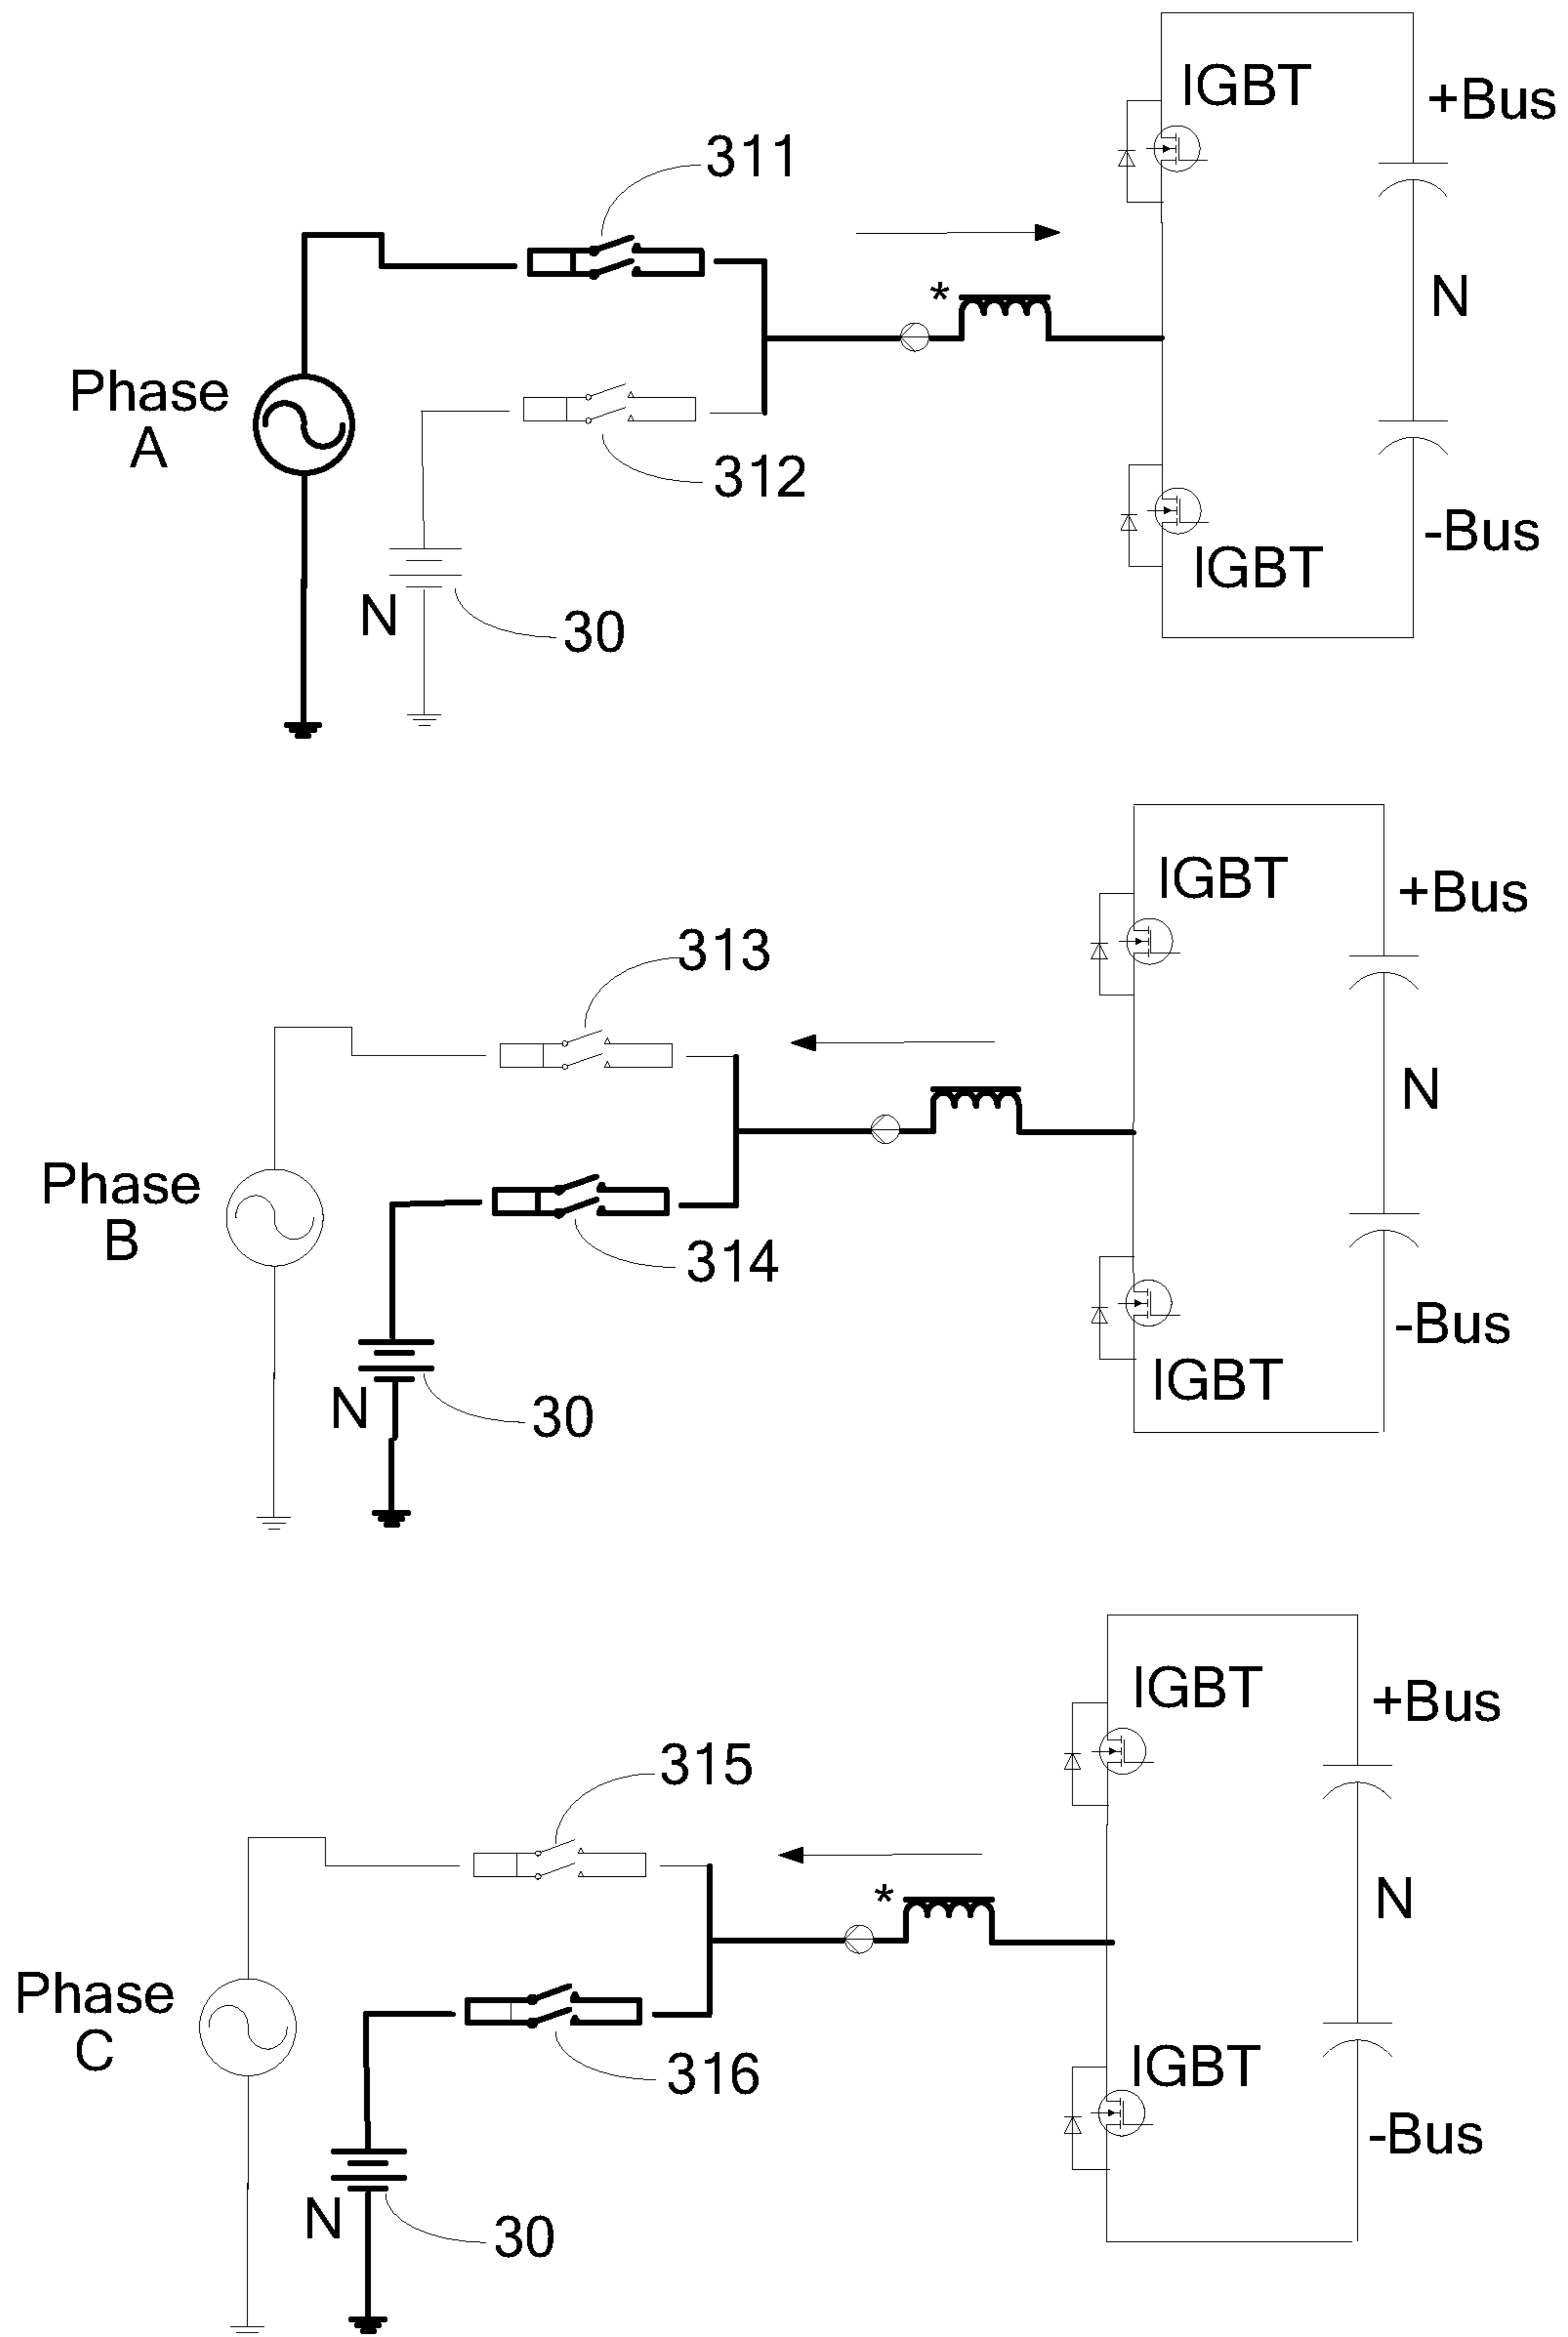 IGBT
+Bus
311
*
N
Phase
A
312
-Bus
IGBT
N
30
IGBT
+Bus
313
N
Phase
B
314
-Bus
IGBT
N
30
IGBT
+Bus
315
*
N
Phase
C
316
IGBT
-Bus
N
30